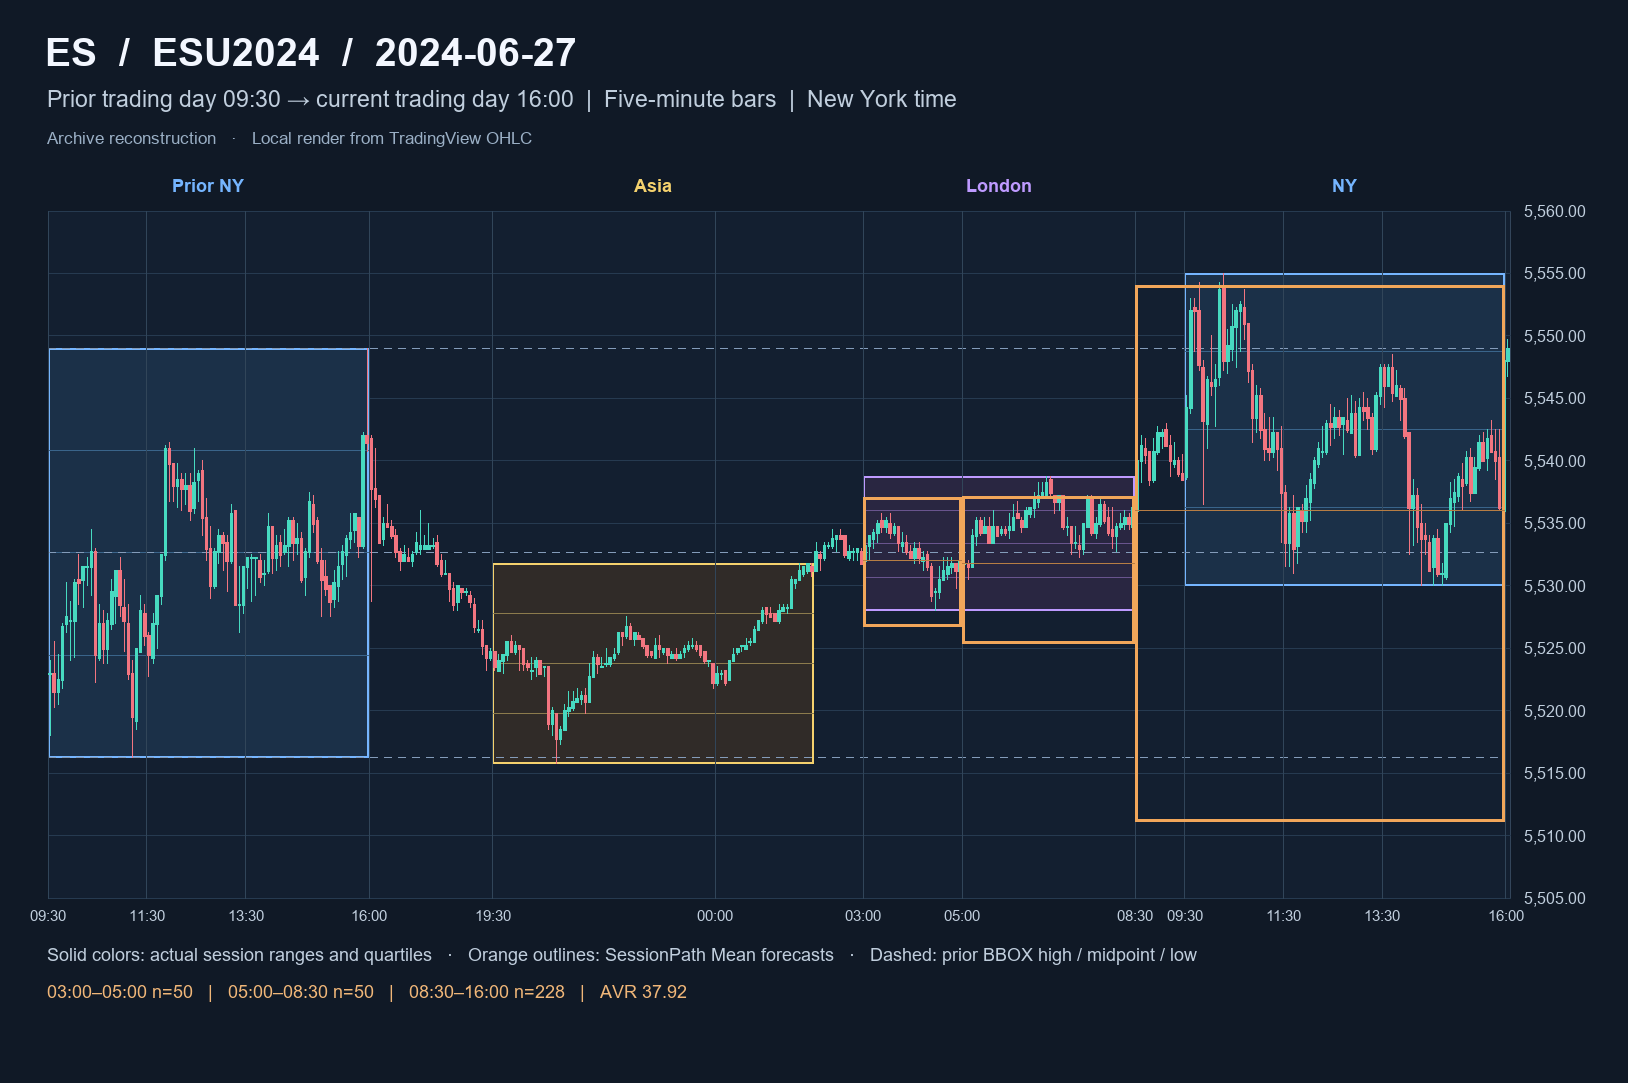 ES / ESU2024 / 2024-06-27
Prior trading day 09:30 → current trading day 16:00 | Five-minute bars | New York time
Archive reconstruction · Local render from TradingView OHLC
Prior NY Asia London NY
5,560.00
5,555.00
5,550.00
5,545.00
5,540.00
5,535.00
5,530.00
5,525.00
5,520.00
5,515.00
5,510.00
5,505.00
09:30 11:30 13:30 16:00 19:30 00:00 03:00 05:00 08:30 09:30 11:30 13:30 16:00
Solid colors: actual session ranges and quartiles · Orange outlines: SessionPath Mean forecasts · Dashed: prior BBOX high / midpoint / low
03:00–05:00 n=50 | 05:00–08:30 n=50 | 08:30–16:00 n=228 | AVR 37.92